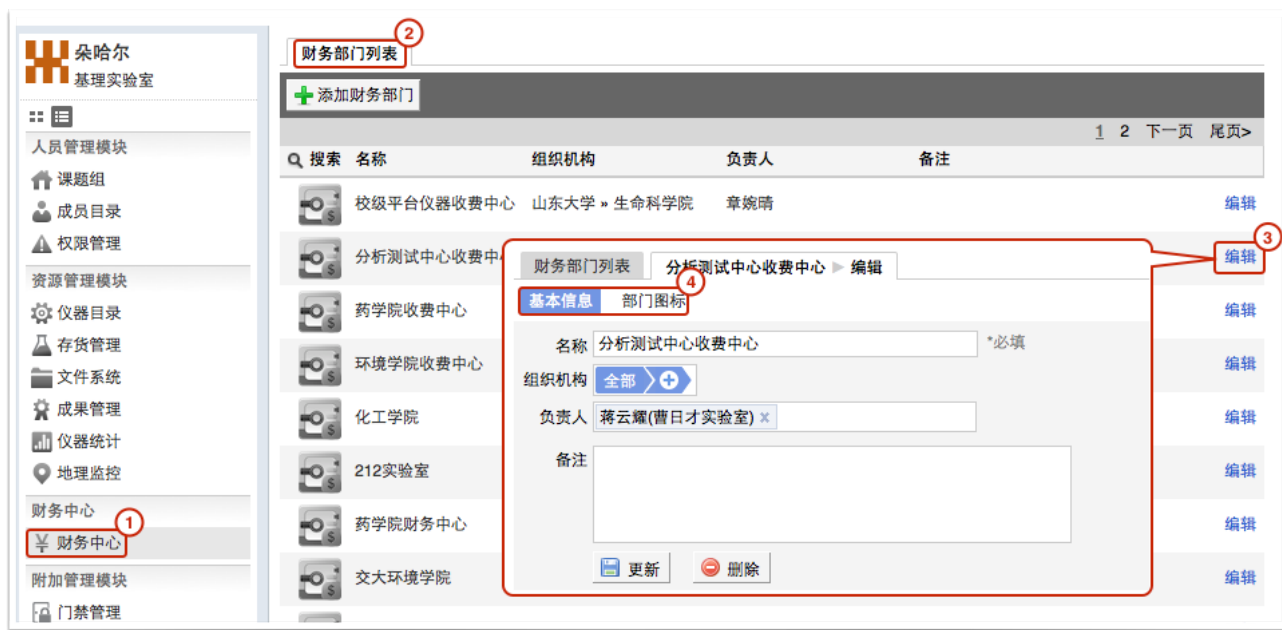 朵哈尔
基理实验室
人员管理模块
课题组
成员目录
权限管理
资源管理模块
仪器目录
存货管理
文件系统
成果管理
仪器统计
地理监控
财务中心
1
¥ 财务中心
附加管理模块
门禁管理
2
财务部门列表
添加财务部门
1 2 下一页 尾页>
搜索 名称 组织机构 负责人 备注
校级平台仪器收费中心 山东大学 » 生命科学院 章婉晴 编辑
3
分析测试中心收费中 编辑
药学院收费中心 编辑
环境学院收费中心 编辑
化工学院 编辑
212实验室 编辑
药学院财务中心 编辑
交大环境学院 编辑
财务部门列表 分析测试中心收费中心 ▶ 编辑
4
基本信息 部门图标
名称 分析测试中心收费中心 *必填
组织机构 全部
负责人 蒋云耀(曹日才实验室) ×
备注
更新 删除